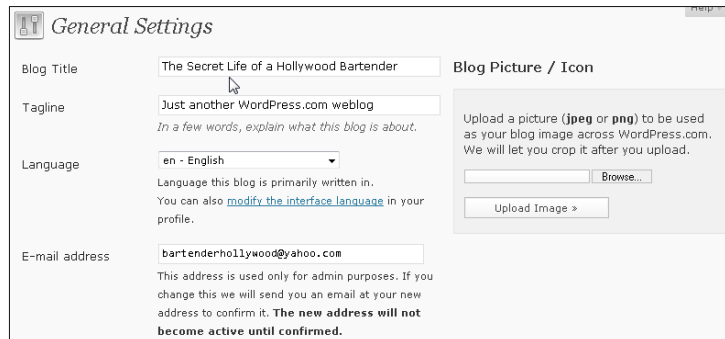 Help
General Settings
Blog Title
The Secret Life of a Hollywood Bartender
Tagline
Just another WordPress.com weblog
In a few words, explain what this blog is about.
Language
en - English
Language this blog is primarily written in.
You can also modify the interface language in your
profile.
E-mail address
bartenderhollywood@yahoo.com
This address is used only for admin purposes. If you
change this we will send you an email at your new
address to confirm it. The new address will not
become active until confirmed.
Blog Picture / Icon
Upload a picture (jpeg or png) to be used
as your blog image across WordPress.com.
We will let you crop it after you upload.
Browse...
Upload Image »